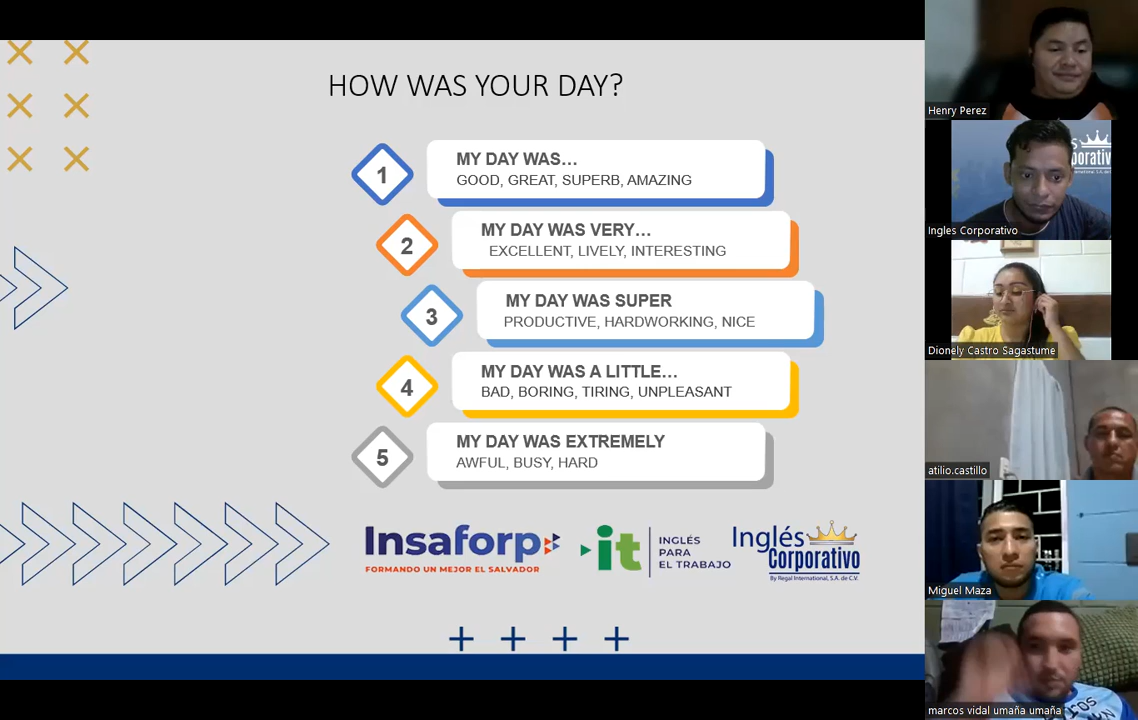 HOW WAS YOUR DAY?
1
MY DAY WAS…
GOOD, GREAT, SUPERB, AMAZING
2
MY DAY WAS VERY…
EXCELLENT, LIVELY, INTERESTING
3
MY DAY WAS SUPER
PRODUCTIVE, HARDWORKING, NICE
4
MY DAY WAS A LITTLE…
BAD, BORING, TIRING, UNPLEASANT
5
MY DAY WAS EXTREMELY
AWFUL, BUSY, HARD
Insaforp
FORMANDO UN MEJOR EL SALVADOR
it
INGLÉS
PARA
EL TRABAJO
Inglés
Corporativo
By Regal International, S.A. de C.V.
Henry Perez
Ingles Corporativo
Dionely Castro Sagastume
atilio.castillo
Miguel Maza
marcos vidal umaña umaña